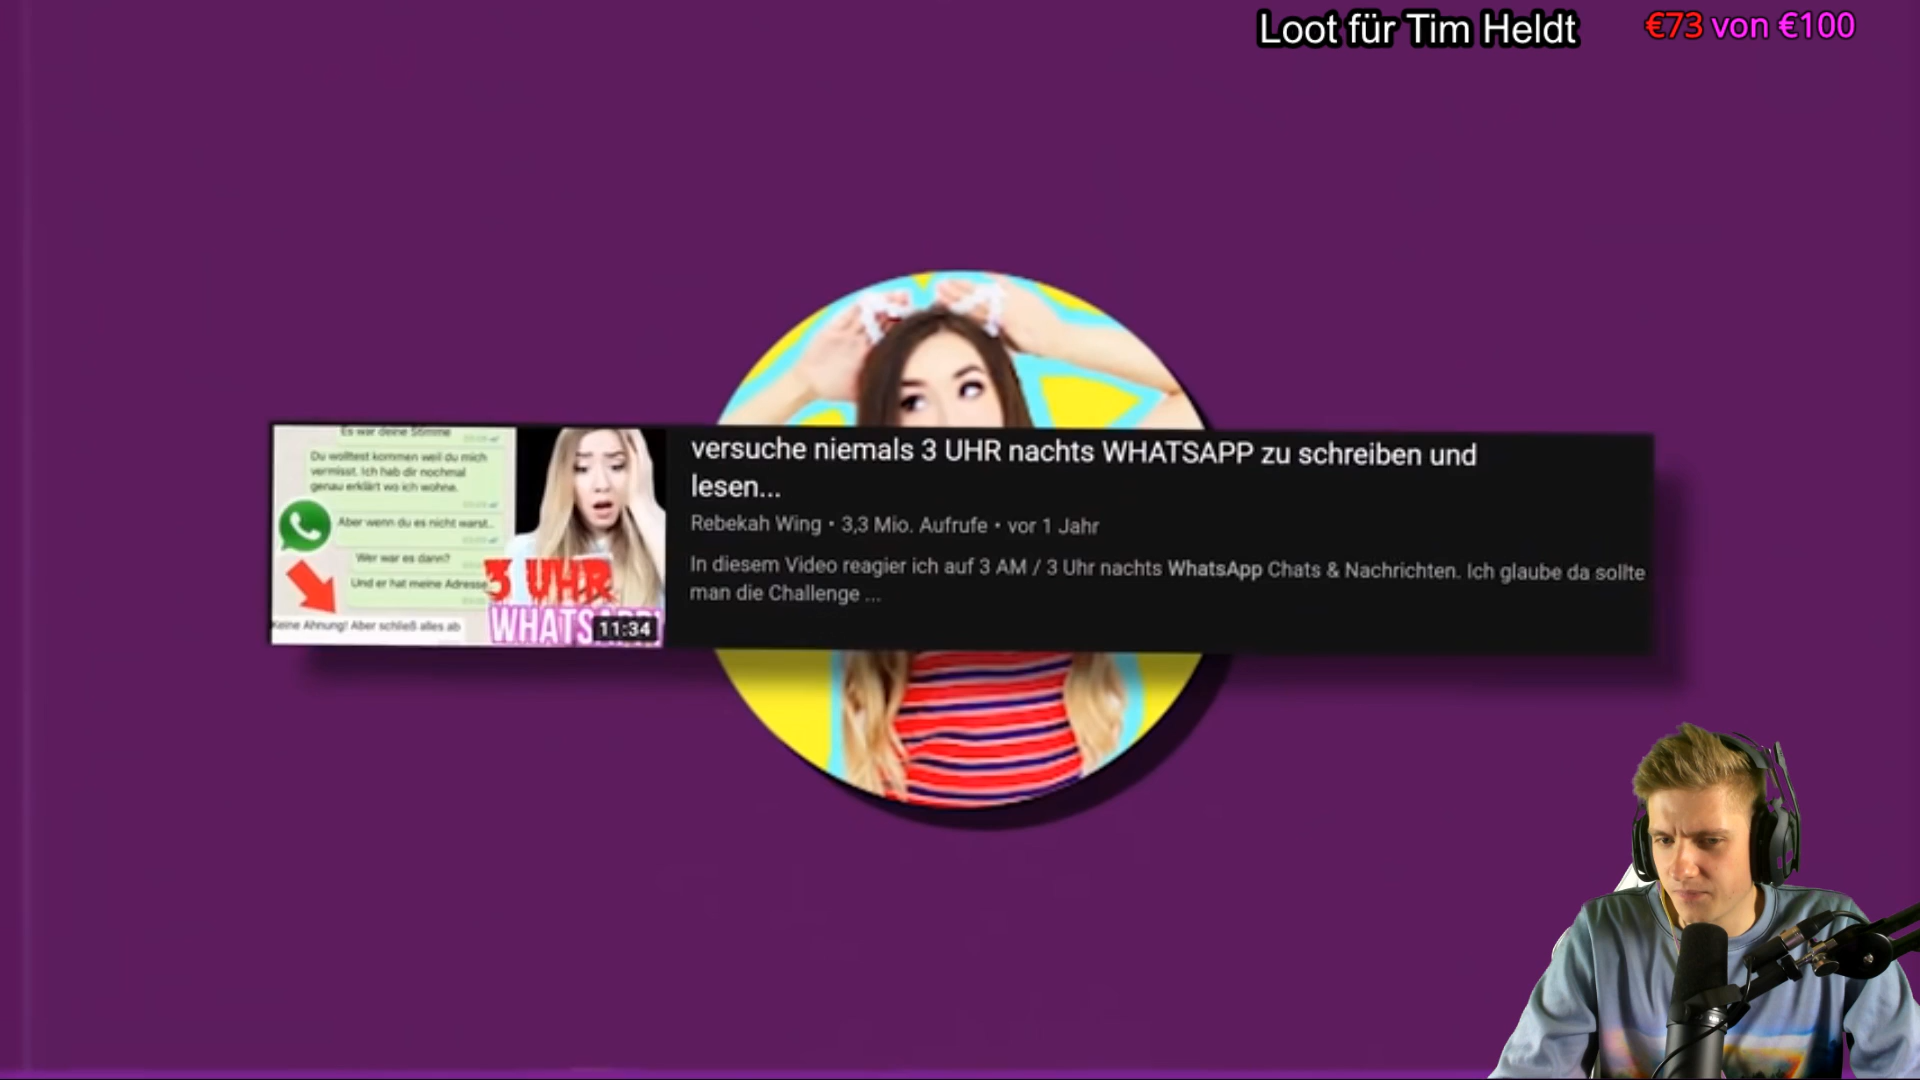 Loot für Tim Heldt
€73 von €100
Es war deine Stimme
Du wolltest kommen weil du mich
vermisst. Ich hab dir nochmal
genau erklärt wo ich wohne.
Aber wenn du es nicht warst..
Wer war es dann?
Und er hat meine Adresse
Keine Ahnung! Aber schließ alles ab
3 UHR
WHATSAPP!
11:34
versuche niemals 3 UHR nachts WHATSAPP zu schreiben und
lesen...
Rebekah Wing • 3,3 Mio. Aufrufe • vor 1 Jahr
In diesem Video reagier ich auf 3 AM / 3 Uhr nachts WhatsApp Chats & Nachrichten. Ich glaube da sollte
man die Challenge ...